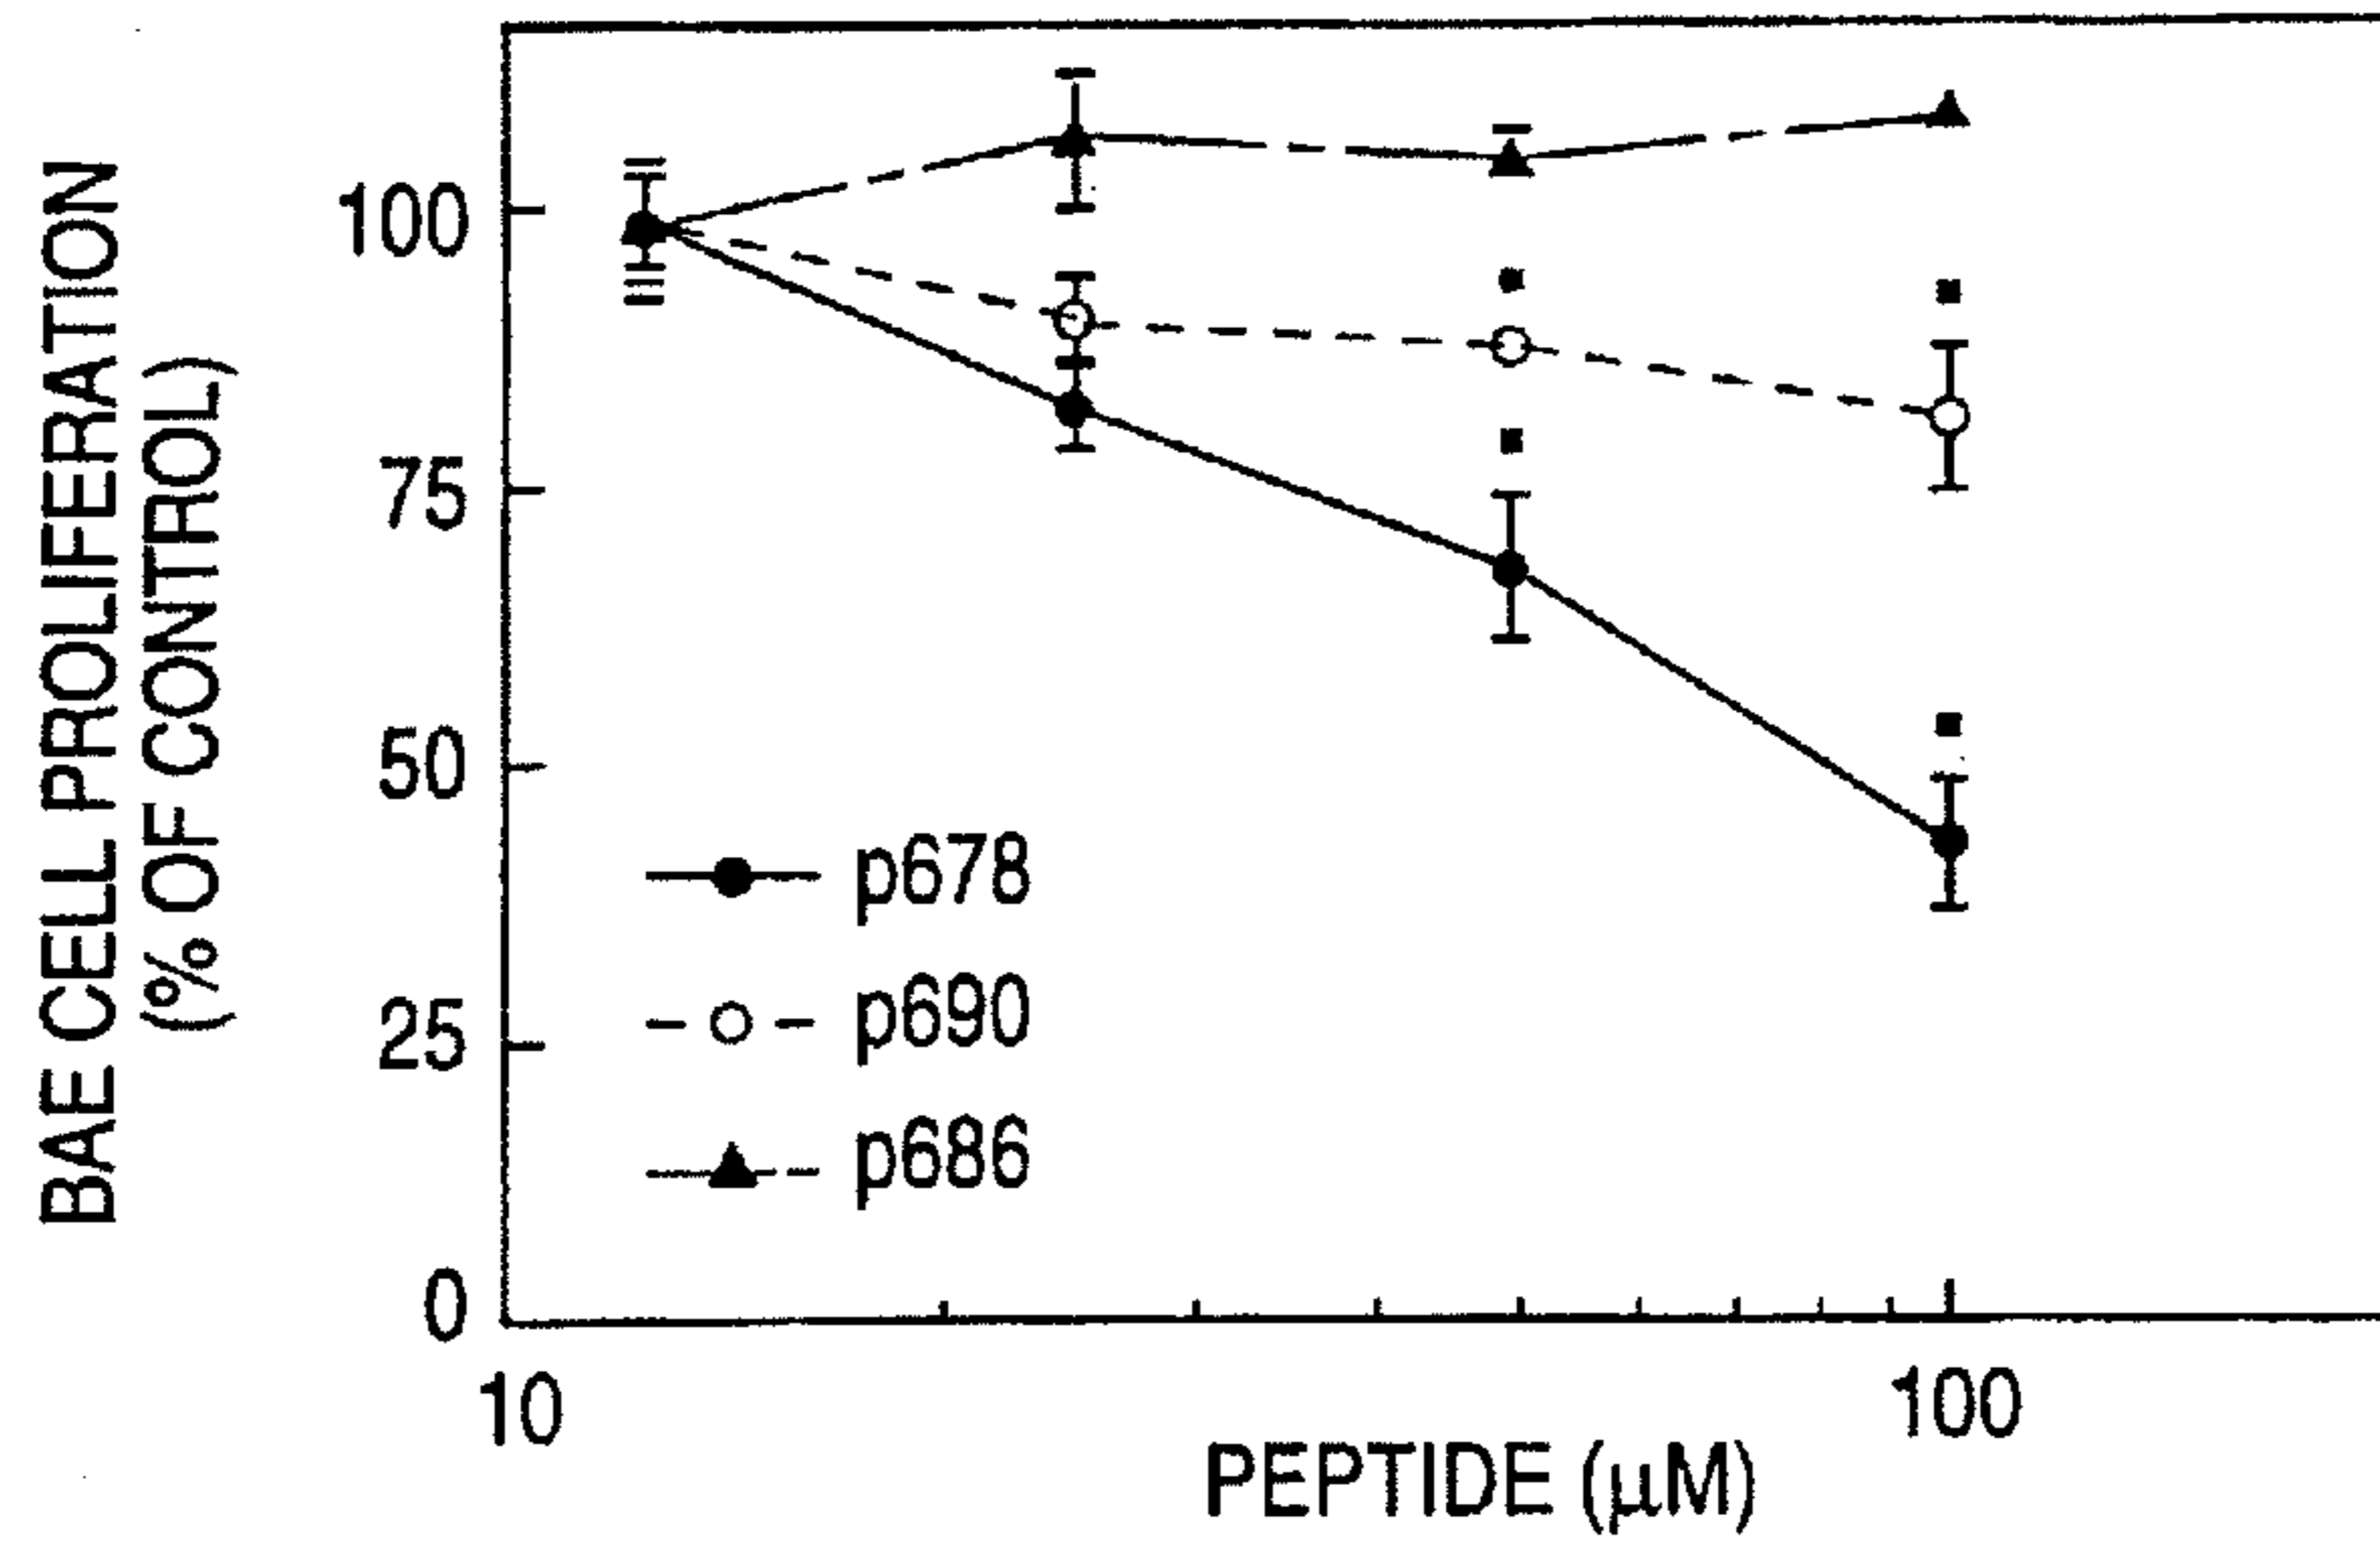 BAE CELL PROLIFERATION
(% OF CONTROL)
100
75
50
25
0
p678
p690
p686
10
100
PEPTIDE (μM)